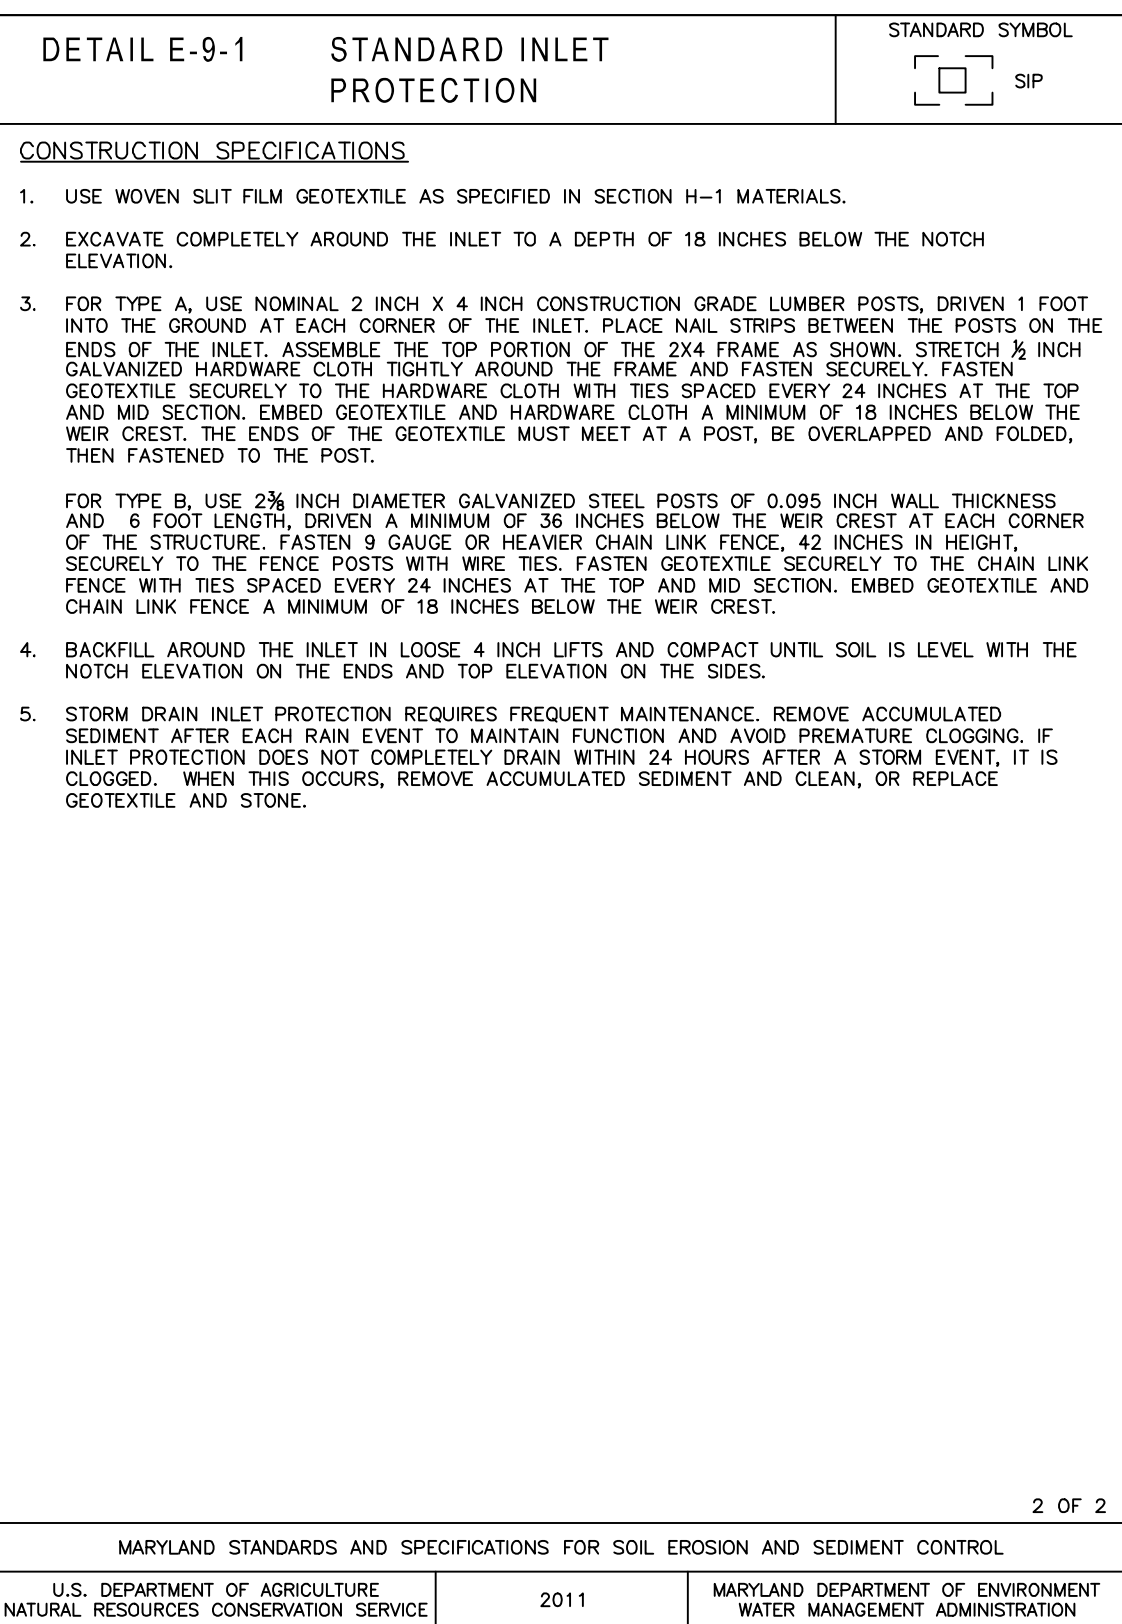 DETAIL E-9-1 STANDARD INLET
PROTECTION
STANDARD SYMBOL
SIP
CONSTRUCTION SPECIFICATIONS
1. USE WOVEN SLIT FILM GEOTEXTILE AS SPECIFIED IN SECTION H-1 MATERIALS.
2. EXCAVATE COMPLETELY AROUND THE INLET TO A DEPTH OF 18 INCHES BELOW THE NOTCH
ELEVATION.
3. FOR TYPE A, USE NOMINAL 2 INCH X 4 INCH CONSTRUCTION GRADE LUMBER POSTS, DRIVEN 1 FOOT
INTO THE GROUND AT EACH CORNER OF THE INLET. PLACE NAIL STRIPS BETWEEN THE POSTS ON THE
ENDS OF THE INLET. ASSEMBLE THE TOP PORTION OF THE 2X4 FRAME AS SHOWN. STRETCH ½ INCH
GALVANIZED HARDWARE CLOTH TIGHTLY AROUND THE FRAME AND FASTEN SECURELY. FASTEN
GEOTEXTILE SECURELY TO THE HARDWARE CLOTH WITH TIES SPACED EVERY 24 INCHES AT THE TOP
AND MID SECTION. EMBED GEOTEXTILE AND HARDWARE CLOTH A MINIMUM OF 18 INCHES BELOW THE
WEIR CREST. THE ENDS OF THE GEOTEXTILE MUST MEET AT A POST, BE OVERLAPPED AND FOLDED,
THEN FASTENED TO THE POST.
FOR TYPE B, USE 2⅜ INCH DIAMETER GALVANIZED STEEL POSTS OF 0.095 INCH WALL THICKNESS
AND 6 FOOT LENGTH, DRIVEN A MINIMUM OF 36 INCHES BELOW THE WEIR CREST AT EACH CORNER
OF THE STRUCTURE. FASTEN 9 GAUGE OR HEAVIER CHAIN LINK FENCE, 42 INCHES IN HEIGHT,
SECURELY TO THE FENCE POSTS WITH WIRE TIES. FASTEN GEOTEXTILE SECURELY TO THE CHAIN LINK
FENCE WITH TIES SPACED EVERY 24 INCHES AT THE TOP AND MID SECTION. EMBED GEOTEXTILE AND
CHAIN LINK FENCE A MINIMUM OF 18 INCHES BELOW THE WEIR CREST.
4. BACKFILL AROUND THE INLET IN LOOSE 4 INCH LIFTS AND COMPACT UNTIL SOIL IS LEVEL WITH THE
NOTCH ELEVATION ON THE ENDS AND TOP ELEVATION ON THE SIDES.
5. STORM DRAIN INLET PROTECTION REQUIRES FREQUENT MAINTENANCE. REMOVE ACCUMULATED
SEDIMENT AFTER EACH RAIN EVENT TO MAINTAIN FUNCTION AND AVOID PREMATURE CLOGGING. IF
INLET PROTECTION DOES NOT COMPLETELY DRAIN WITHIN 24 HOURS AFTER A STORM EVENT, IT IS
CLOGGED. WHEN THIS OCCURS, REMOVE ACCUMULATED SEDIMENT AND CLEAN, OR REPLACE
GEOTEXTILE AND STONE.
2 OF 2
MARYLAND STANDARDS AND SPECIFICATIONS FOR SOIL EROSION AND SEDIMENT CONTROL
U.S. DEPARTMENT OF AGRICULTURE
NATURAL RESOURCES CONSERVATION SERVICE
2011
MARYLAND DEPARTMENT OF ENVIRONMENT
WATER MANAGEMENT ADMINISTRATION